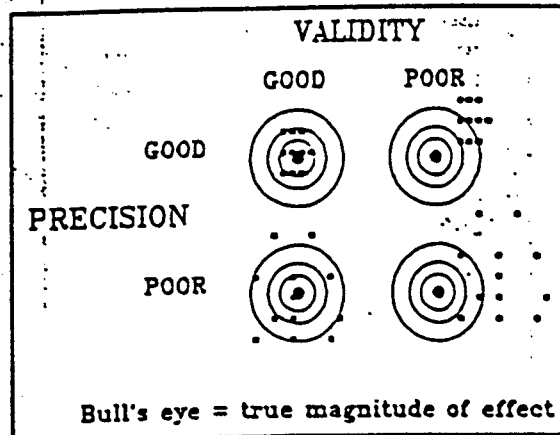 VALIDITY
GOOD POOR
GOOD
PRECISION
POOR
Bull's eye = true magnitude of effect